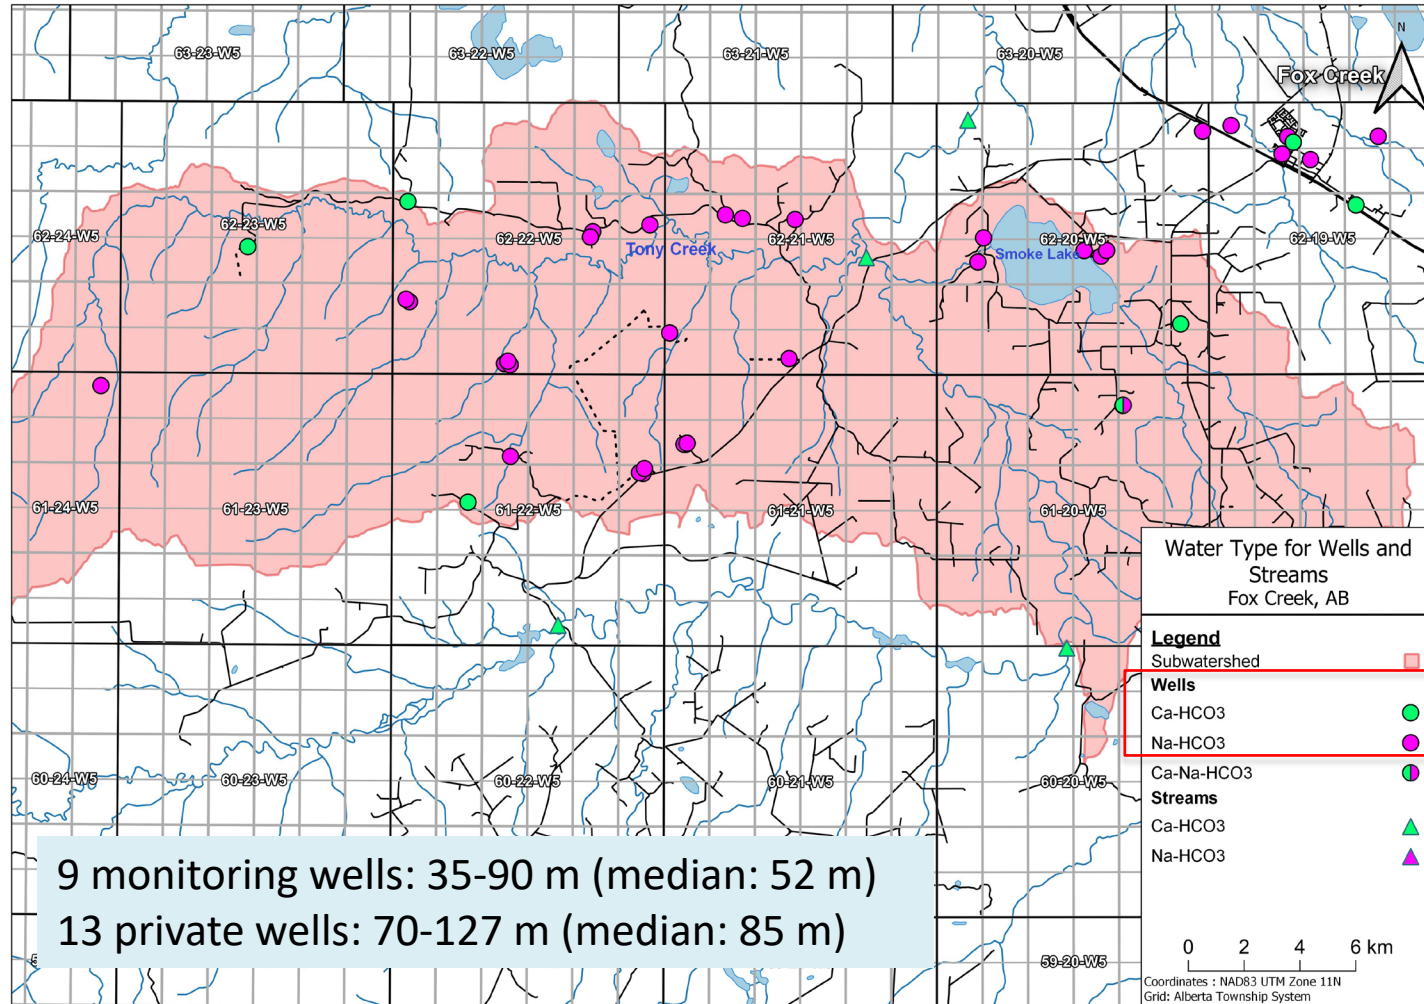 63-23-W5
63-22-W5
63-21-W5
63-20-W5
N
Fox Creek
62-24-W5
62-23-W5
62-22-W5
62-21-W5
62-20-W5
62-19-W5
Tony Creek
Smoke Lake
61-24-W5
61-23-W5
61-22-W5
61-21-W5
61-20-W5
Water Type for Wells and
Streams
Fox Creek, AB
Legend
Subwatershed
Wells
Ca-HCO3
Na-HCO3
Ca-Na-HCO3
Streams
Ca-HCO3
Na-HCO3
60-24-W5
60-23-W5
60-22-W5
60-21-W5
60-20-W5
9 monitoring wells: 35-90 m (median: 52 m)
13 private wells: 70-127 m (median: 85 m)
59-20-W5
0 2 4 6 km
Coordinates : NAD83 UTM Zone 11N
Grid: Alberta Township System